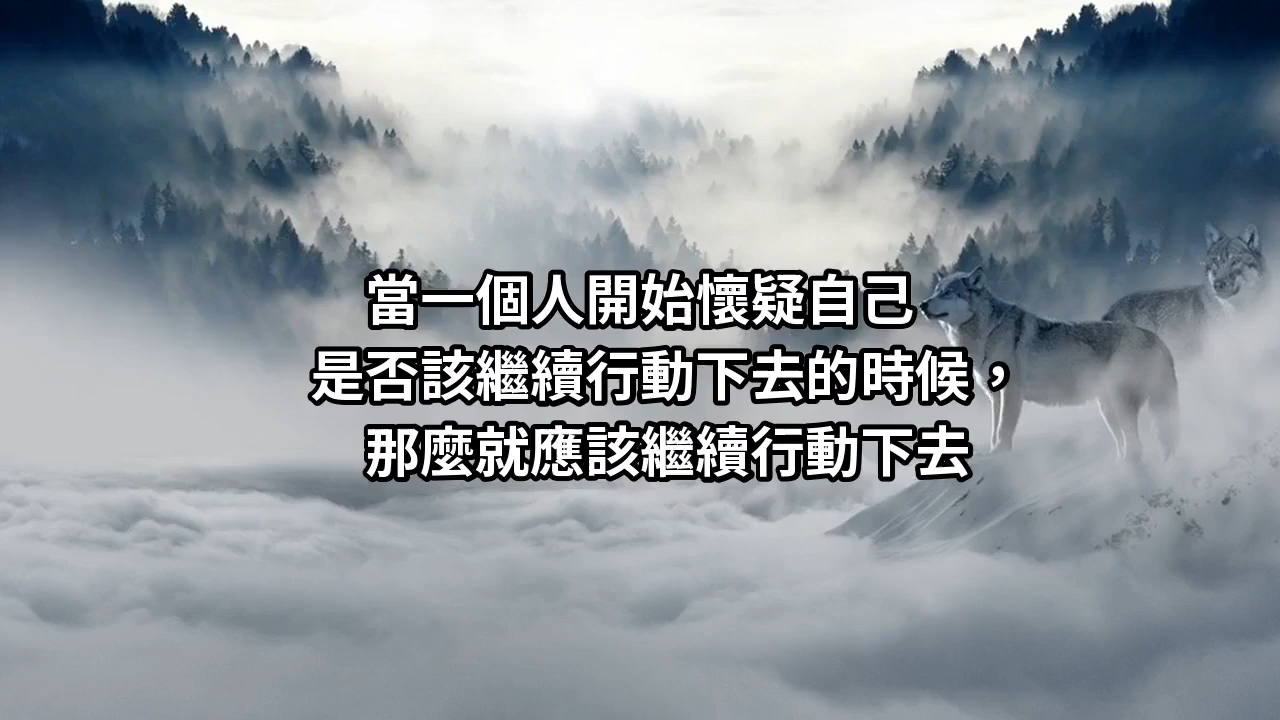 當一個人開始懷疑自己
是否該繼續行動下去的時候，
那麼就應該繼續行動下去